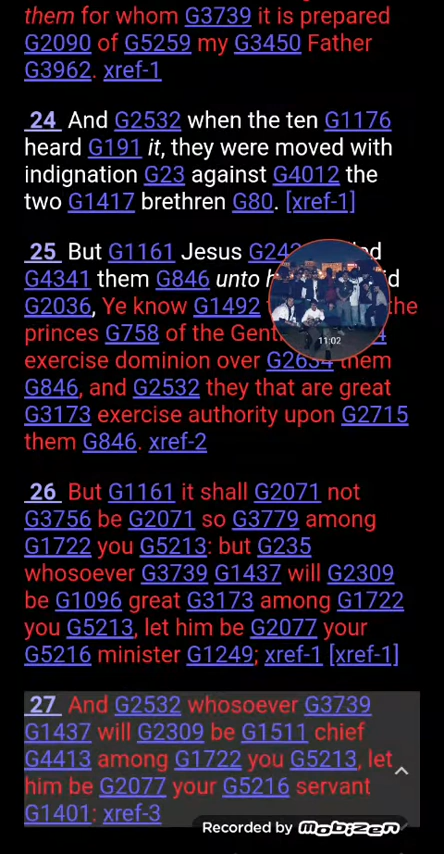 them for whom G3739 it is prepared
G2090 of G5259 my G3450 Father
G3962. xref-1
24 And G2532 when the ten G1176
heard G191 it, they were moved with
indignation G23 against G4012 the
two G1417 brethren G80. [xref-1]
25 But G1161 Jesus
G4341 them G846 unto
G2036, Ye know G1492 the
princes G758 of the
exercise dominion over G2634 them
G846, and G2532 they that are great
G3173 exercise authority upon G2715
them G846. xref-2
26 But G1161 it shall G2071 not
G3756 be G2071 so G3779 among
G1722 you G5213: but G235
whosoever G3739 G1437 will G2309
be G1096 great G3173 among G1722
you G5213, let him be G2077 your
G5216 minister G1249; xref-1 [xref-1]
27 And G2532 whosoever G3739
G1437 will G2309 be G1511 chief
G4413 among G1722 you G5213, let
him be G2077 your G5216 servant
G1401: xref-3
11:02
Recorded by mobizen